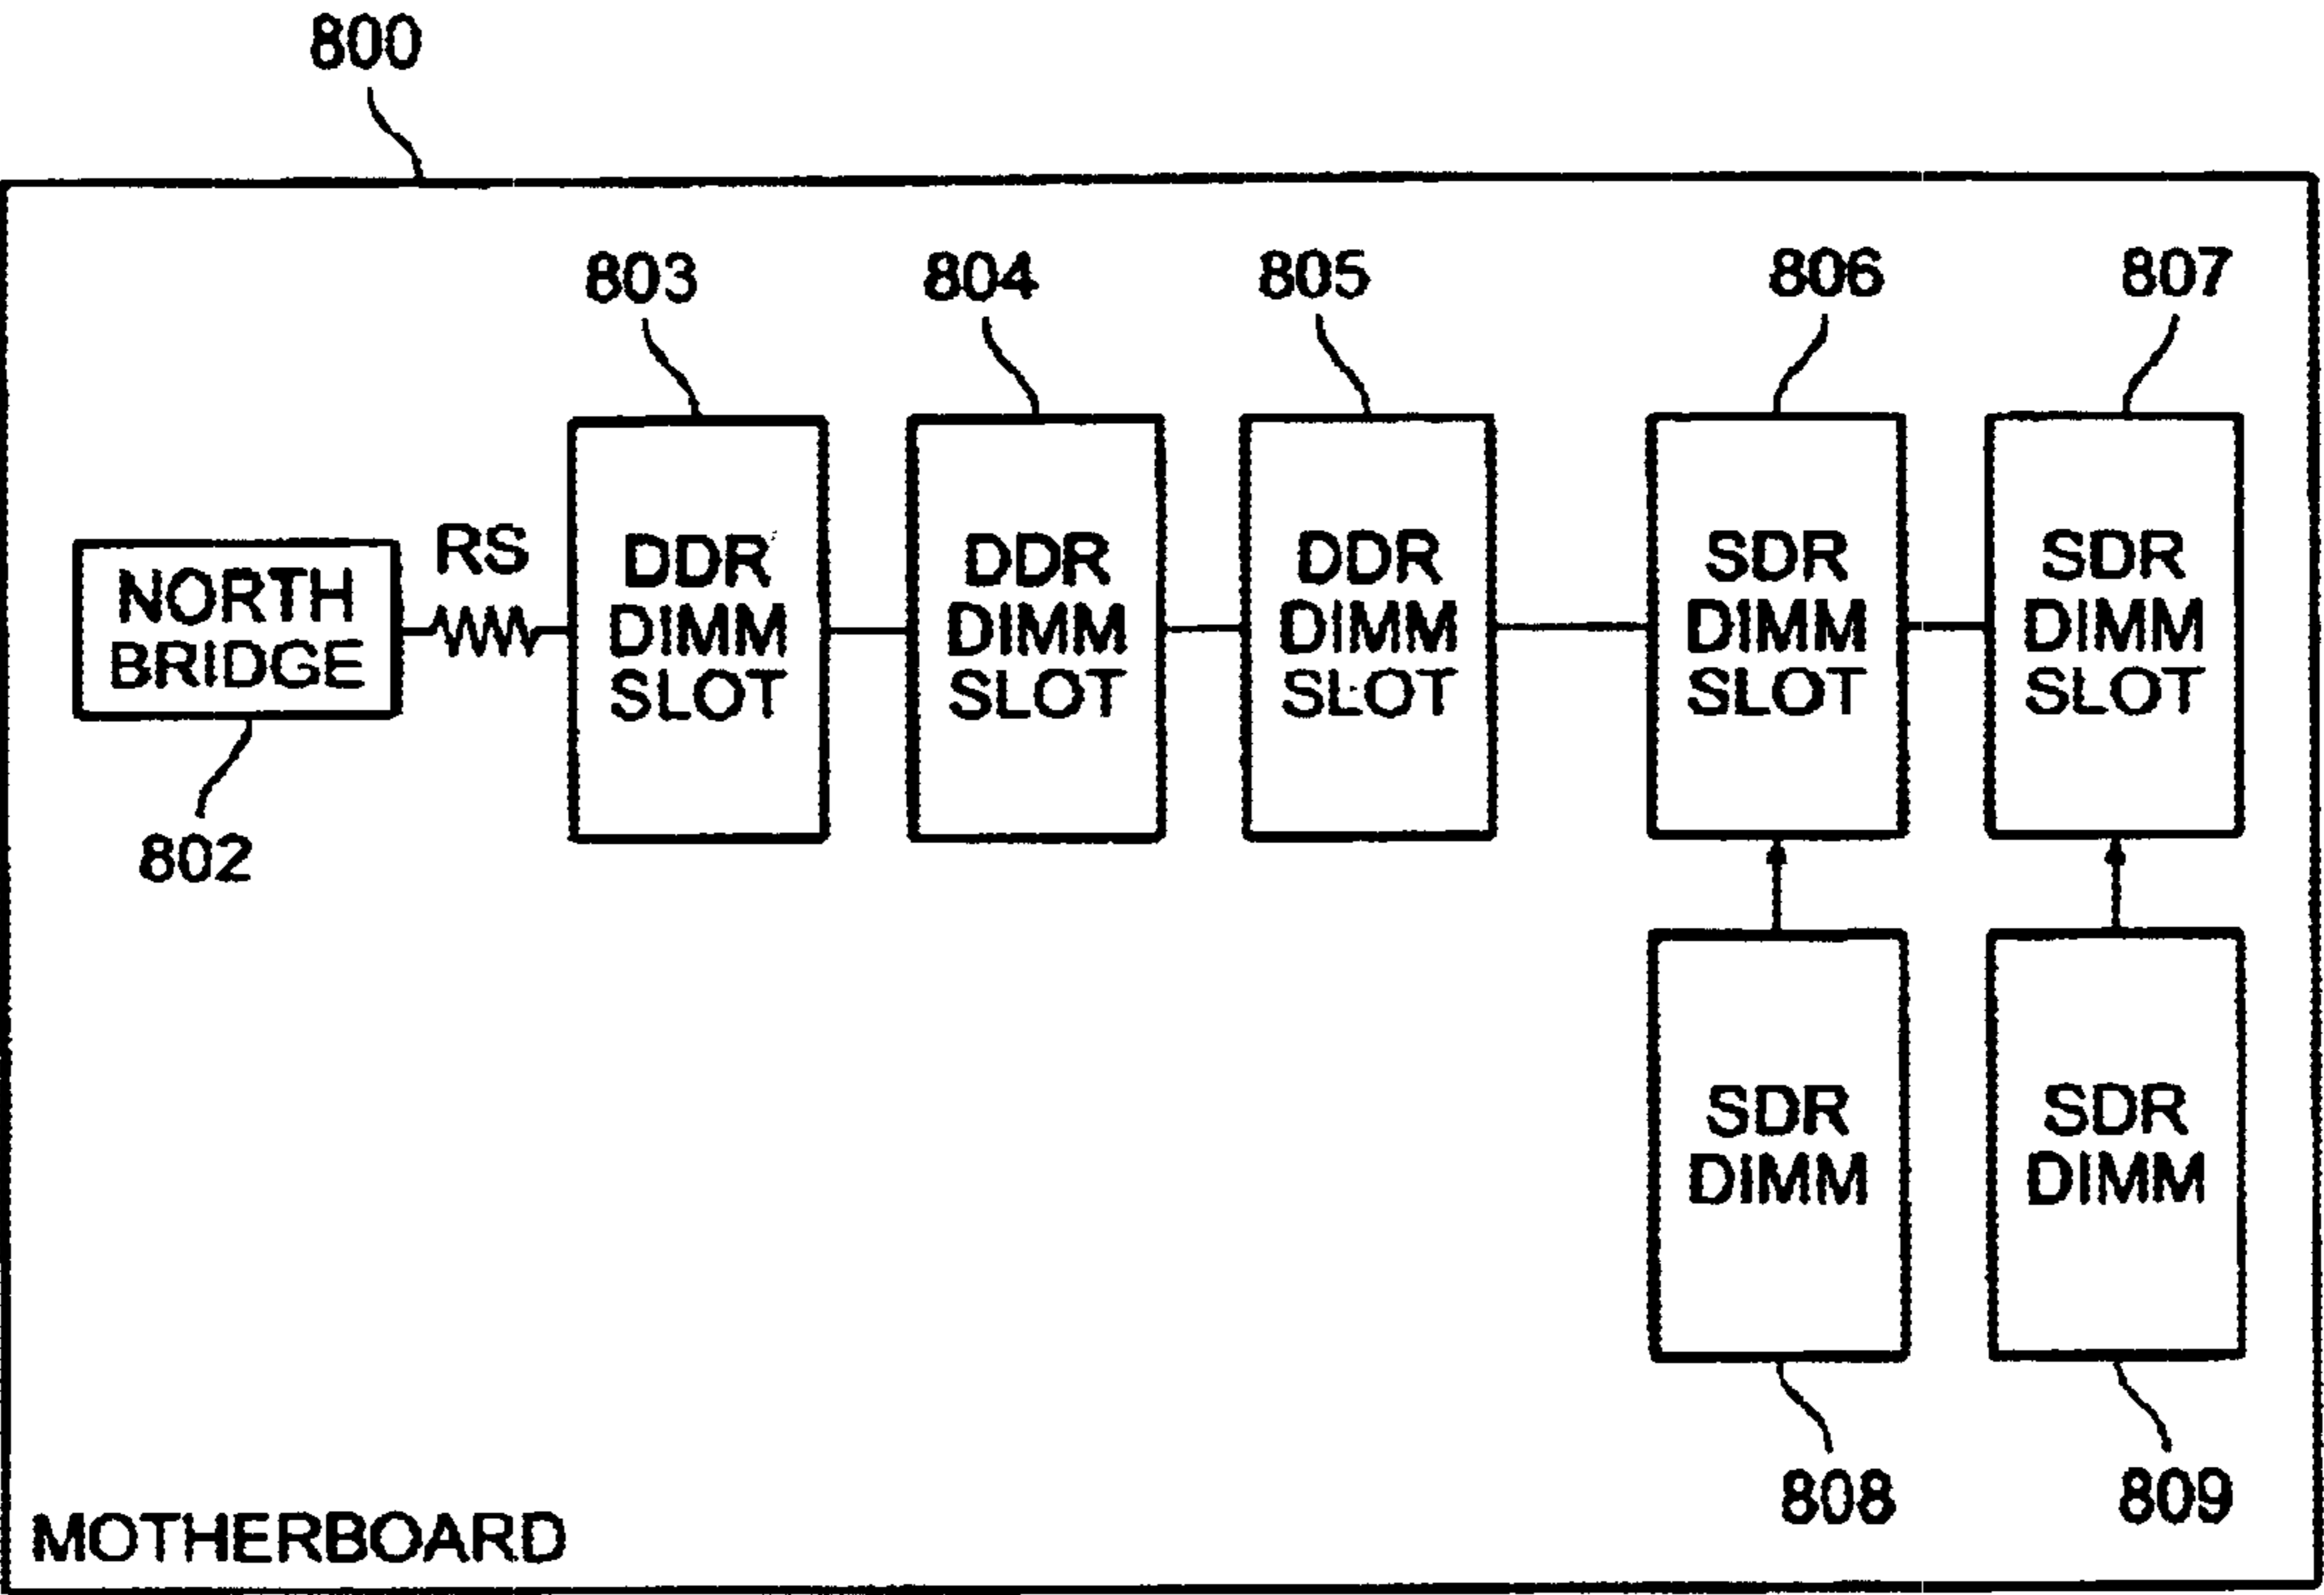 800
803
804
805
806
807
RS
NORTH
BRIDGE
DDR
DIMM
SLOT
DDR
DIMM
SLOT
DDR
DIMM
SLOT
SDR
DIMM
SLOT
SDR
DIMM
SLOT
802
SDR
DIMM
SDR
DIMM
808
809
MOTHERBOARD